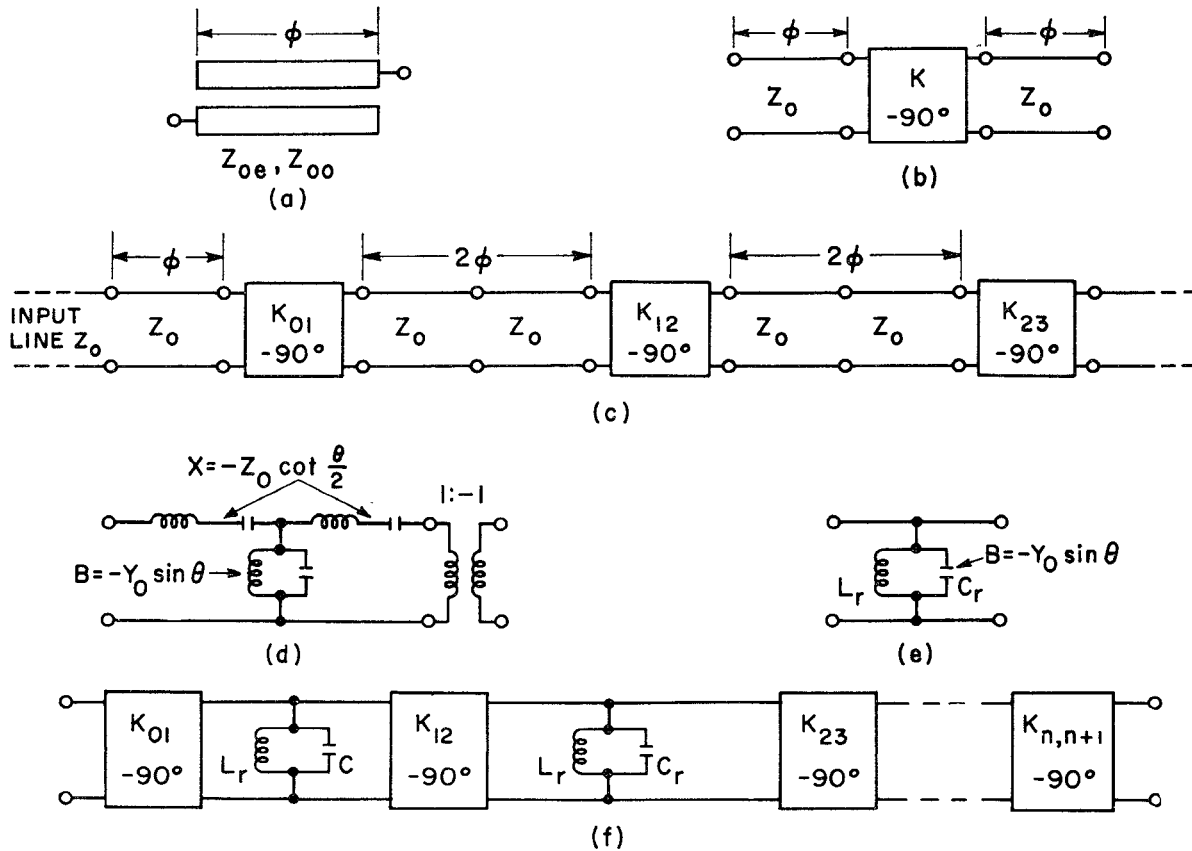 φ
Z₀ₑ, Z₀₀
(a)
φ φ
Z₀ K -90° Z₀
(b)
φ 2φ 2φ
INPUT LINE Z₀ Z₀ K₀₁ -90° Z₀ Z₀ K₁₂ -90° Z₀ Z₀ K₂₃ -90°
(c)
X=-Z₀ cot θ/2
1:-1
B=-Y₀ sin θ
(d)
B=-Y₀ sin θ
Lᵣ Cᵣ
(e)
K₀₁ -90° Lᵣ C K₁₂ -90° Lᵣ Cᵣ K₂₃ -90° Kₙ,ₙ₊₁ -90°
(f)